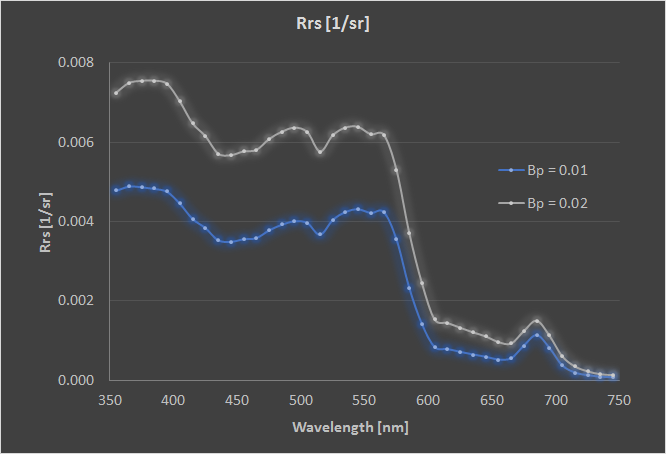 Rrs [1/sr]
0.008
0.006
0.004
0.002
0.000
Rrs [1/sr]
Bp = 0.01
Bp = 0.02
350 400 450 500 550 600 650 700 750
Wavelength [nm]